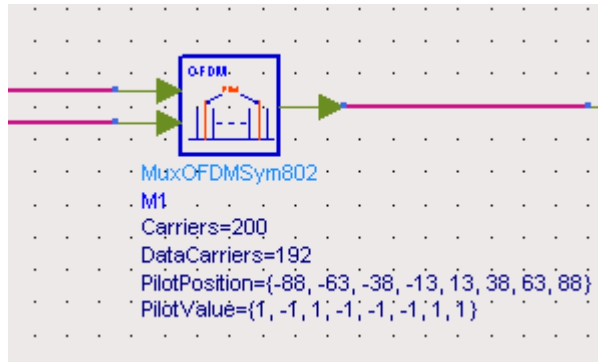 OFDM
MuxOFDMSym802
M1
Carriers=200
DataCarriers=192
PilotPosition={-88, -63, -38, -13, 13, 38, 63, 88}
PilotValue={1, -1, 1, -1, -1, -1, 1, 1}